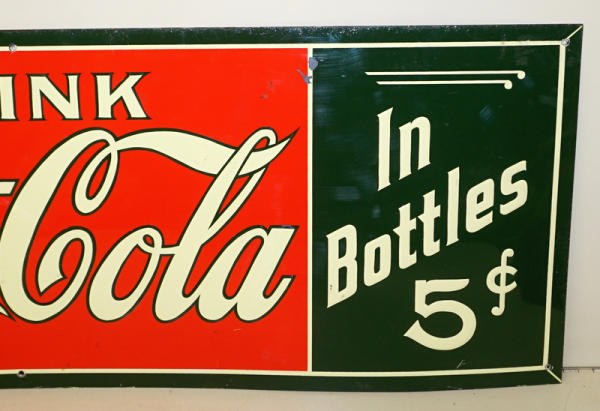 INK
Cola
In
Bottles
5¢